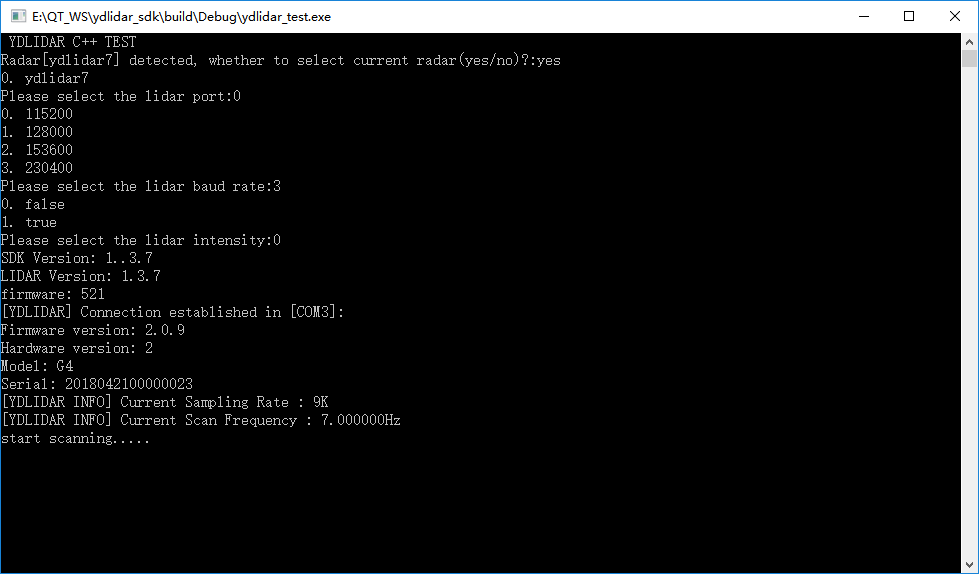 E:\QT_WS\ydlidar_sdk\build\Debug\ydlidar_test.exe
YDLIDAR C++ TEST
Radar[ydlidar7] detected, whether to select current radar(yes/no)?:yes
0. ydlidar7
Please select the lidar port:0
0. 115200
1. 128000
2. 153600
3. 230400
Please select the lidar baud rate:3
0. false
1. true
Please select the lidar intensity:0
SDK Version: 1..3.7
LIDAR Version: 1.3.7
firmware: 521
[YDLIDAR] Connection established in [COM3]:
Firmware version: 2.0.9
Hardware version: 2
Model: G4
Serial: 2018042100000023
[YDLIDAR INFO] Current Sampling Rate : 9K
[YDLIDAR INFO] Current Scan Frequency : 7.000000Hz
start scanning.....